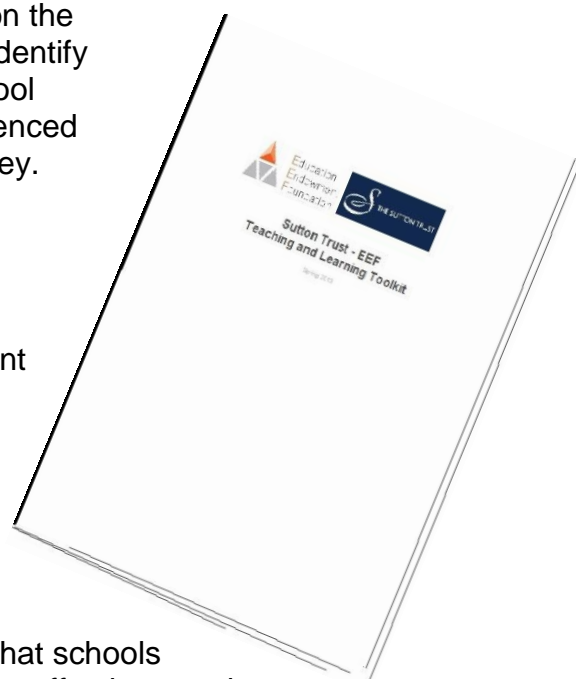 on the
dentify
ool
enced
ey.
Education
Endowment
Foundation
THE SUTTON TRUST
Sutton Trust - EEF
Teaching and Learning Toolkit
nt
hat schools